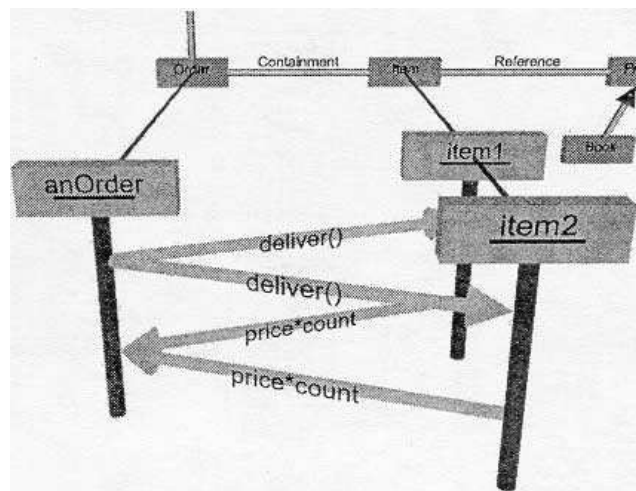 Order
Containment
Item
Reference
Book
anOrder
item1
item2
deliver()
deliver()
price*count
price*count